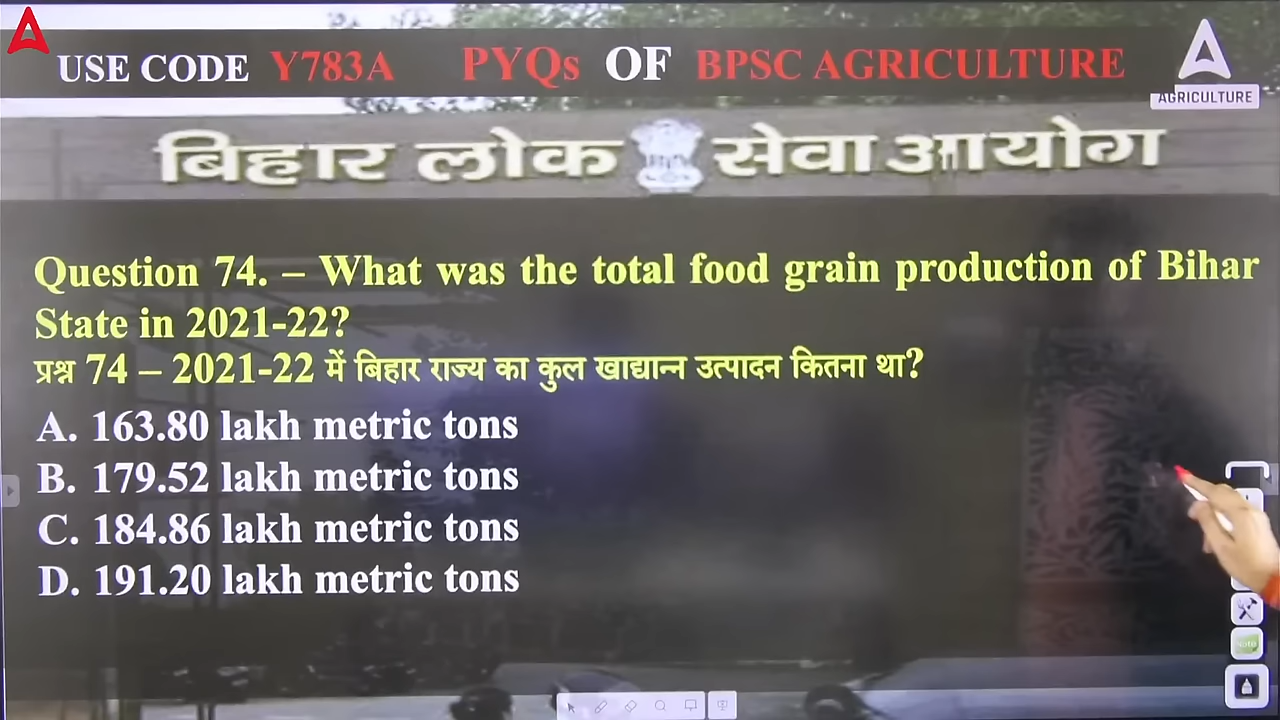 USE CODE Y783A PYQs OF BPSC AGRICULTURE
AGRICULTURE
बिहार लोक सेवा आयोग
Question 74. – What was the total food grain production of Bihar
State in 2021-22?
प्रश्न 74 – 2021-22 में बिहार राज्य का कुल खाद्यान्न उत्पादन कितना था?
A. 163.80 lakh metric tons
B. 179.52 lakh metric tons
C. 184.86 lakh metric tons
D. 191.20 lakh metric tons